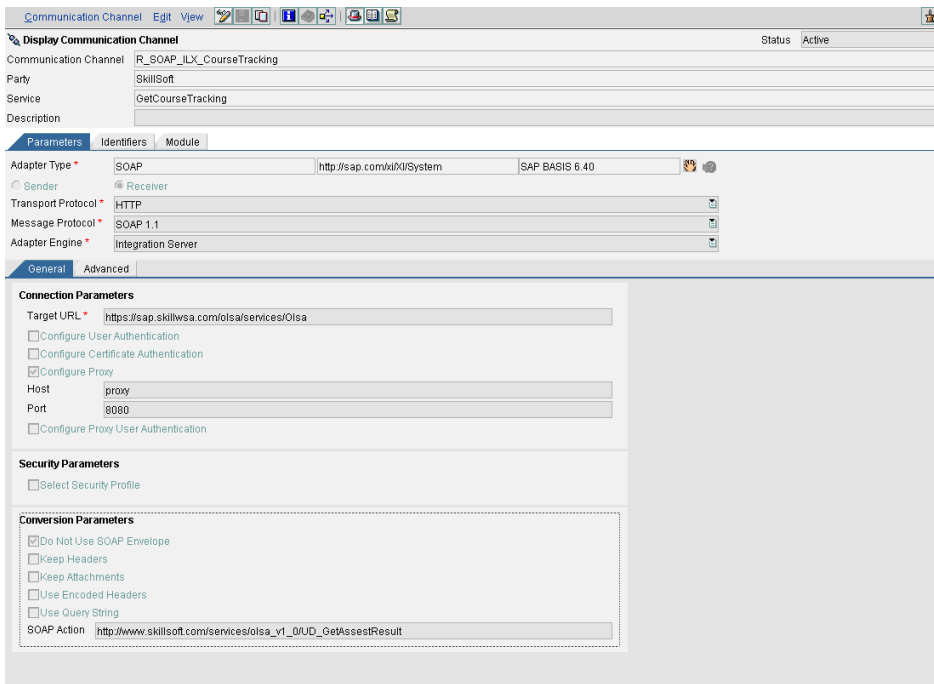 Communication Channel Edit View
Display Communication Channel Status Active
Communication Channel R_SOAP_ILX_CourseTracking
Party SkillSoft
Service GetCourseTracking
Description
Parameters Identifiers Module
Adapter Type * SOAP http://sap.com/xi/XI/System SAP BASIS 6.40
Sender Receiver
Transport Protocol * HTTP
Message Protocol * SOAP 1.1
Adapter Engine * Integration Server
General Advanced
Connection Parameters
Target URL * https://sap.skillwsa.com/olsa/services/Olsa
Configure User Authentication
Configure Certificate Authentication
Configure Proxy
Host proxy
Port 8080
Configure Proxy User Authentication
Security Parameters
Select Security Profile
Conversion Parameters
Do Not Use SOAP Envelope
Keep Headers
Keep Attachments
Use Encoded Headers
Use Query String
SOAP Action http://www.skillsoft.com/services/olsa_v1_0/UD_GetAssestResult